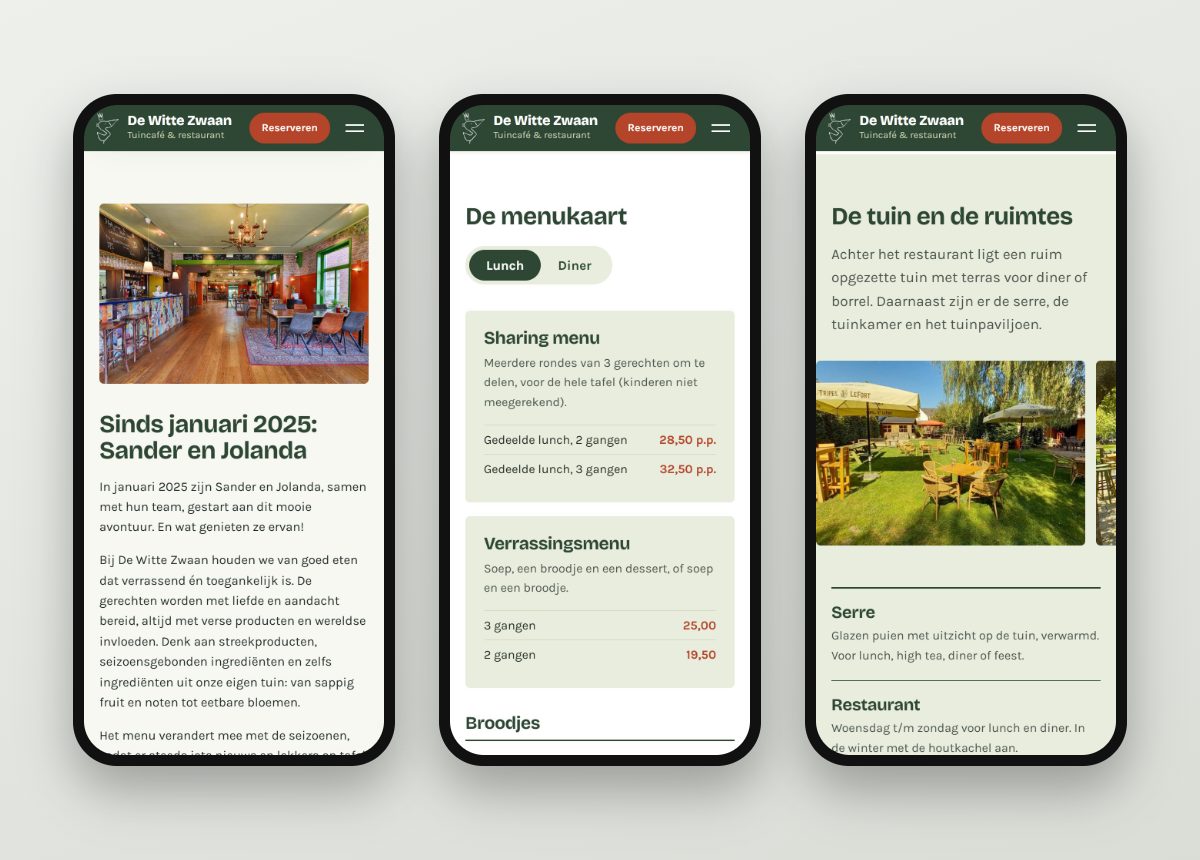 De Witte Zwaan
Tuincafé & restaurant
Reserveren
Sinds januari 2025:
Sander en Jolanda
In januari 2025 zijn Sander en Jolanda, samen
met hun team, gestart aan dit mooie
avontuur. En wat genieten ze ervan!
Bij De Witte Zwaan houden we van goed eten
dat verrassend én toegankelijk is. De
gerechten worden met liefde en aandacht
bereid, altijd met verse producten en wereldse
invloeden. Denk aan streekproducten,
seizoensgebonden ingrediënten en zelfs
ingrediënten uit onze eigen tuin: van sappig
fruit en noten tot eetbare bloemen.
Het menu verandert mee met de seizoenen,
De Witte Zwaan
Tuincafé & restaurant
Reserveren
De menukaart
Lunch
Diner
Sharing menu
Meerdere rondes van 3 gerechten om te
delen, voor de hele tafel (kinderen niet
meegerekend).
Gedeelde lunch, 2 gangen 28,50 p.p.
Gedeelde lunch, 3 gangen 32,50 p.p.
Verrassingsmenu
Soep, een broodje en een dessert, of soep
en een broodje.
3 gangen 25,00
2 gangen 19,50
Broodjes
De Witte Zwaan
Tuincafé & restaurant
Reserveren
De tuin en de ruimtes
Achter het restaurant ligt een ruim
opgezette tuin met terras voor diner of
borrel. Daarnaast zijn er de serre, de
tuinkamer en het tuinpaviljoen.
TRIPEL LEFORT
Serre
Glazen puien met uitzicht op de tuin, verwarmd.
Voor lunch, high tea, diner of feest.
Restaurant
Woensdag t/m zondag voor lunch en diner. In
de winter met de houtkachel aan.